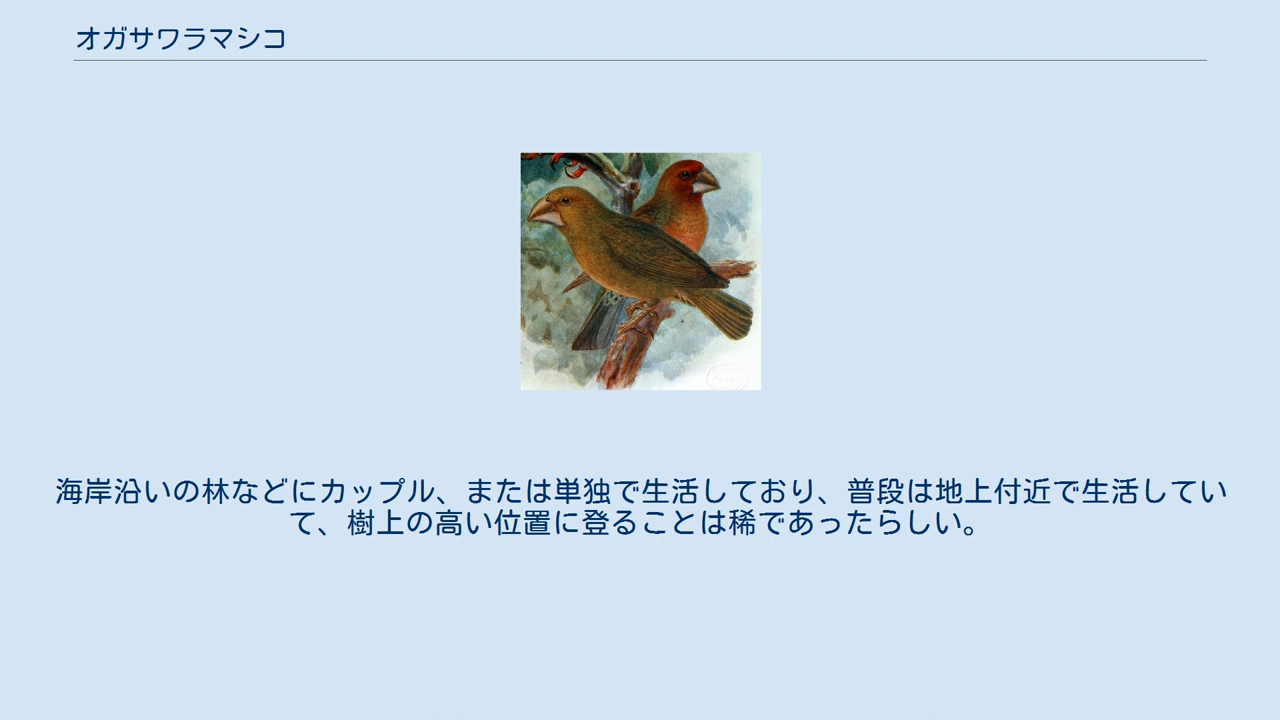 オガサワラマシコ
海岸沿いの林などにカップル、または単独で生活しており、普段は地上付近で生活してい
て、樹上の高い位置に登ることは稀であったらしい。